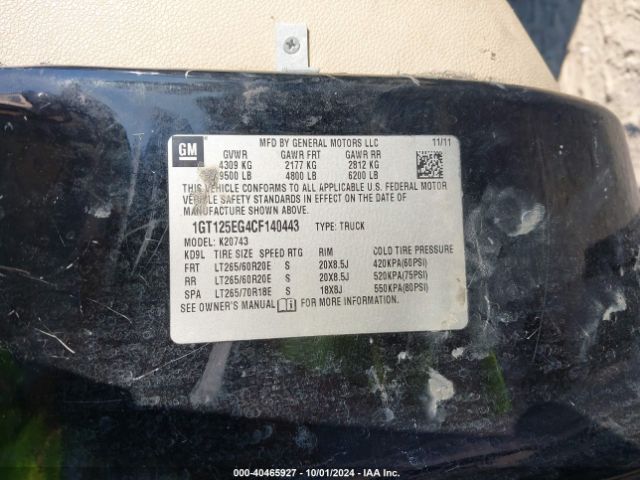 GM
MFD BY GENERAL MOTORS LLC 11/11
GVWR GAWR FRT GAWR RR
4309 KG 2177 KG 2812 KG
9500 LB 4800 LB 6200 LB
THIS VEHICLE CONFORMS TO ALL APPLICABLE U.S. FEDERAL MOTOR
VEHICLE SAFETY STANDARDS IN EFFECT ON THE DATE OF
MANUFACTURE SHOWN ABOVE.
1GT125EG4CF140443 TYPE: TRUCK
MODEL: K20743
KD9L TIRE SIZE SPEED RTG RIM COLD TIRE PRESSURE
FRT LT265/60R20E S 20X8.5J 420KPA(60PSI)
RR LT265/60R20E S 20X8.5J 520KPA(75PSI)
SPA LT265/70R18E S 18X8J 550KPA(80PSI)
SEE OWNER'S MANUAL FOR MORE INFORMATION.
000-40465927 - 10/01/2024 - IAA Inc.